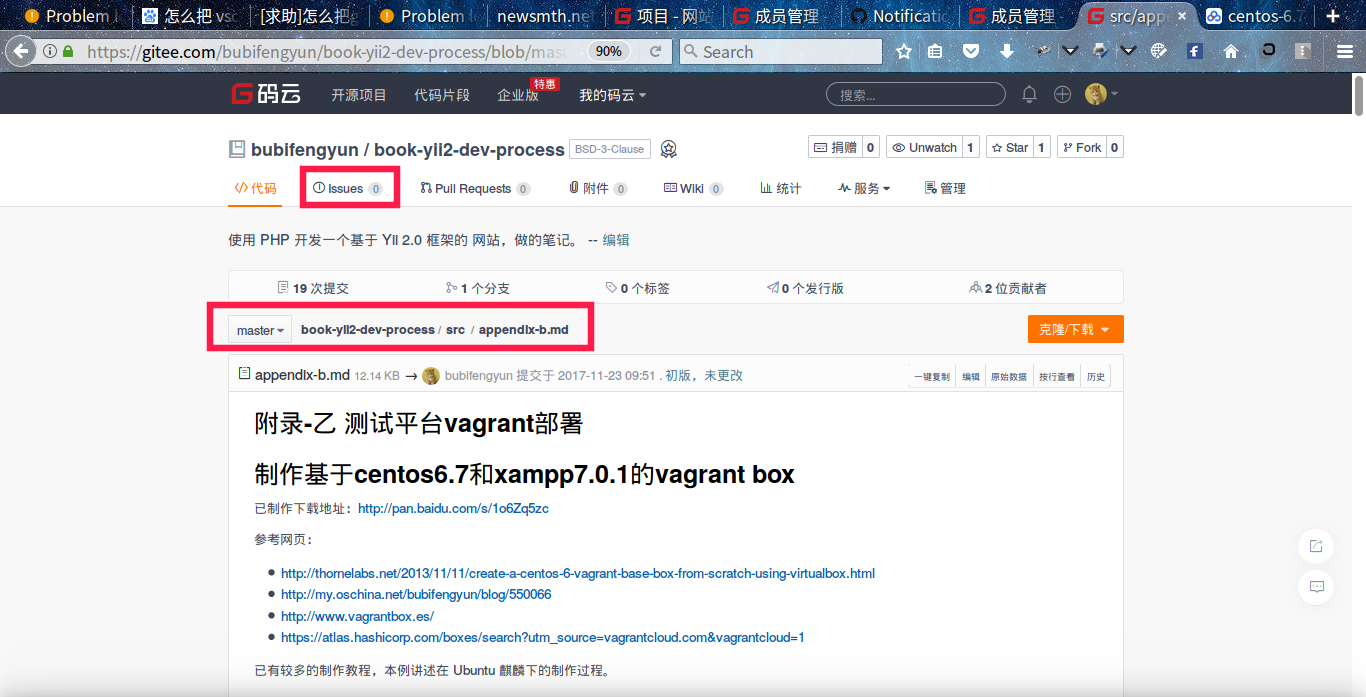 Problem lo 怎么把 vsc [求助]怎么把g Problem lo newsmth.net 项目 - 网站 成员管理 Notificatio 成员管理 - src/appe × centos-6.7 +
https://gitee.com/bubifengyun/book-yii2-dev-process/blob/mas 90% Search
码云 开源项目 代码片段 企业版 特惠 我的码云 搜索...
bubifengyun / book-yii2-dev-process BSD-3-Clause 捐赠 0 Unwatch 1 Star 1 Fork 0
代码 Issues 0 Pull Requests 0 附件 0 Wiki 0 统计 服务 管理
使用 PHP 开发一个基于 YII 2.0 框架的 网站，做的笔记。 -- 编辑
19 次提交 1 个分支 0 个标签 0 个发行版 2 位贡献者
master book-yii2-dev-process / src / appendix-b.md 克隆/下载
appendix-b.md 12.14 KB → bubifengyun 提交于 2017-11-23 09:51 . 初版，未更改 一键复制 编辑 原始数据 按行查看 历史
附录-乙 测试平台vagrant部署
制作基于centos6.7和xampp7.0.1的vagrant box
已制作下载地址：http://pan.baidu.com/s/1o6Zq5zc
参考网页：
http://thornelabs.net/2013/11/11/create-a-centos-6-vagrant-base-box-from-scratch-using-virtualbox.html
http://my.oschina.net/bubifengyun/blog/550066
http://www.vagrantbox.es/
https://atlas.hashicorp.com/boxes/search?utm_source=vagrantcloud.com&vagrantcloud=1
已有较多的制作教程，本例讲述在 Ubuntu 麒麟下的制作过程。